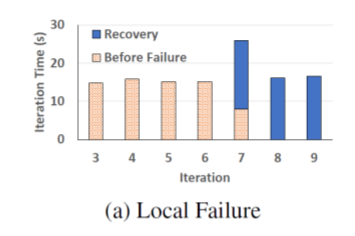 30
Recovery
Before Failure
20
10
0
Iteration Time (s)
3 4 5 6 7 8 9
Iteration
(a) Local Failure